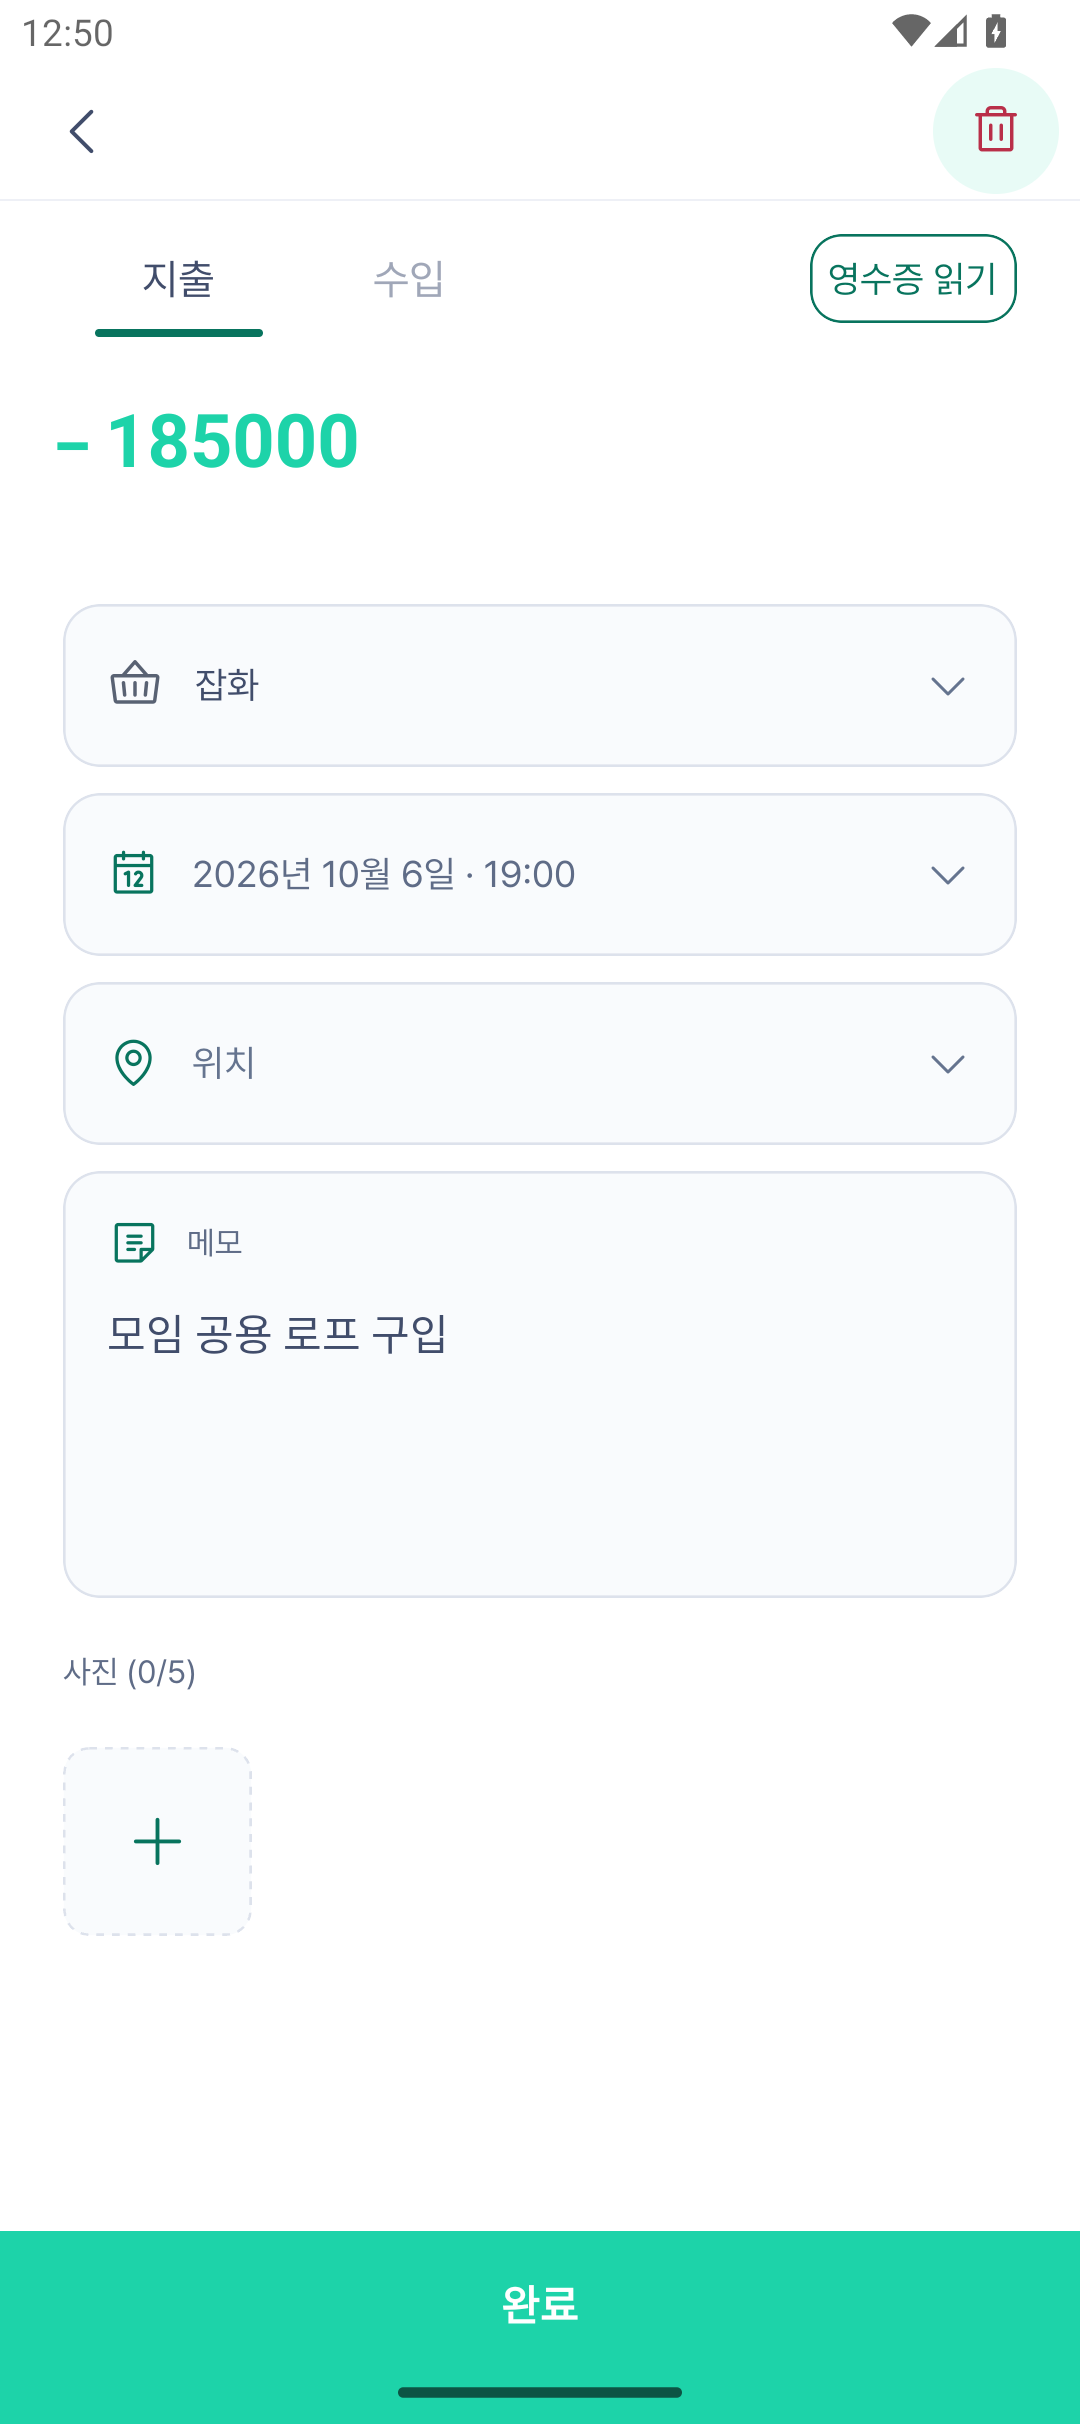 12:50
지출
수입
영수증 읽기
- 185000
잡화
12
2026년 10월 6일 · 19:00
위치
메모
모임 공용 로프 구입
사진 (0/5)
완료